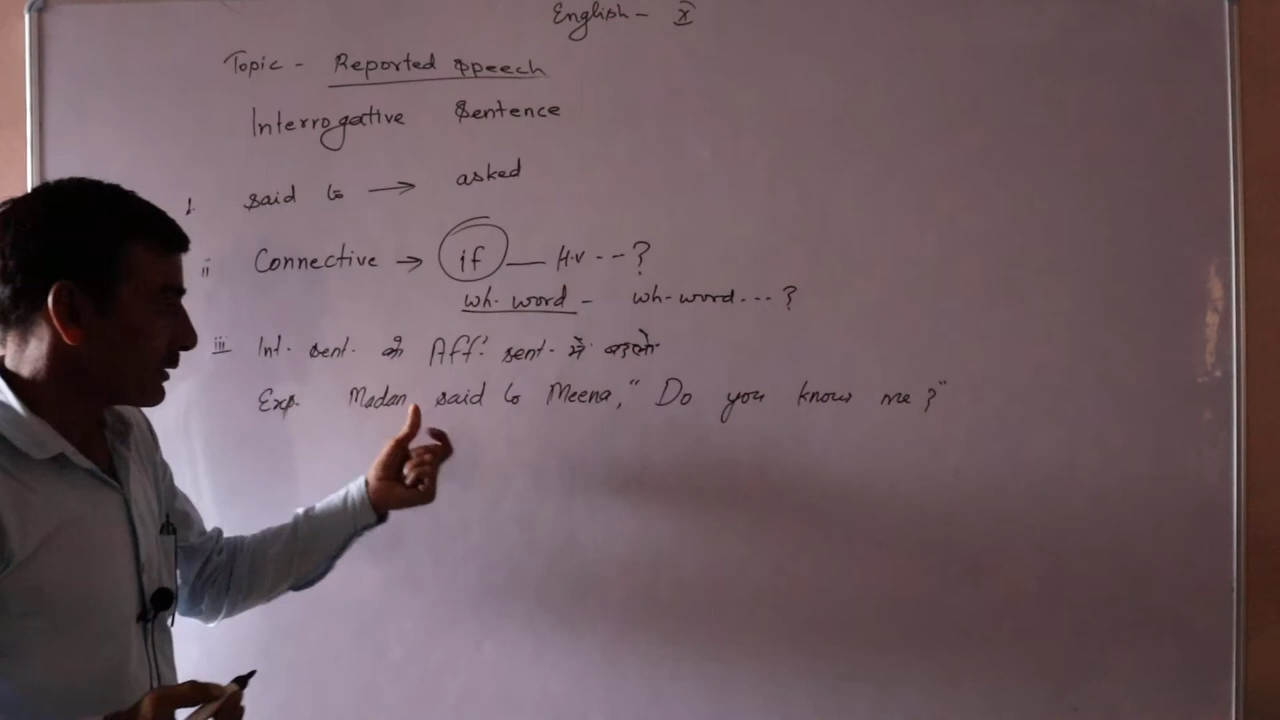 English - X
Topic - Reported Speech
Interrogative Sentence
i. said to → asked
ii Connective → if __ H.v - - ?
wh. word - wh-word... ?
iii Int. sent. को Aff. sent. में बदलो
Exp. Madan said to Meena, " Do you know me ? "